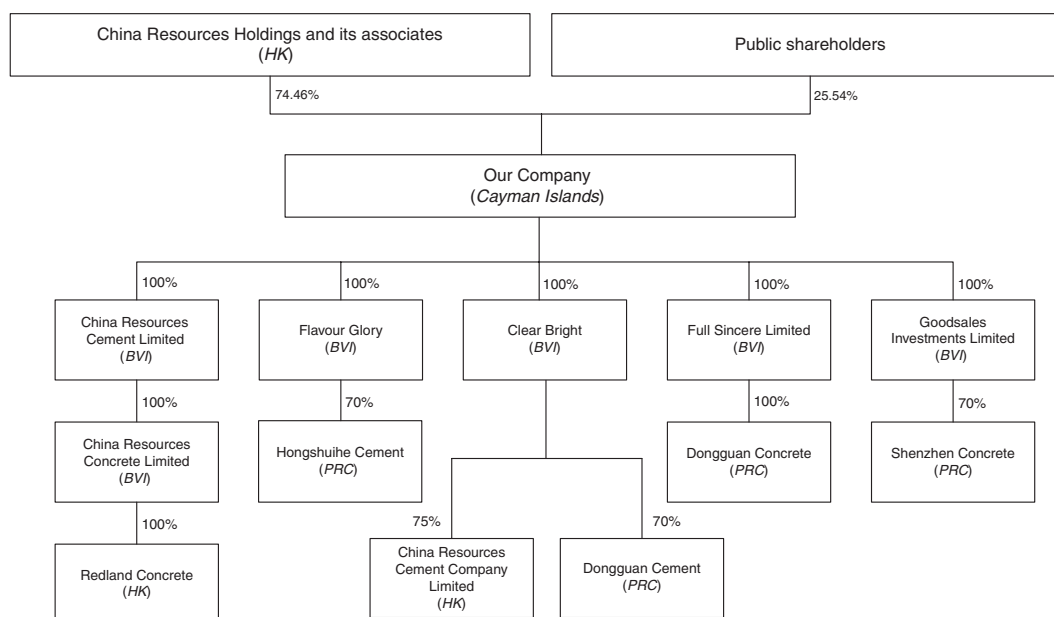 China Resources Holdings and its associates
(HK)
Public shareholders
74.46%
25.54%
Our Company
(Cayman Islands)
100%
100%
100%
100%
100%
China Resources
Cement Limited
(BVI)
Flavour Glory
(BVI)
Clear Bright
(BVI)
Full Sincere Limited
(BVI)
Goodsales
Investments Limited
(BVI)
100%
70%
100%
70%
China Resources
Concrete Limited
(BVI)
Hongshuihe Cement
(PRC)
Dongguan Concrete
(PRC)
Shenzhen Concrete
(PRC)
100%
75%
70%
Redland Concrete
(HK)
China Resources
Cement Company
Limited
(HK)
Dongguan Cement
(PRC)